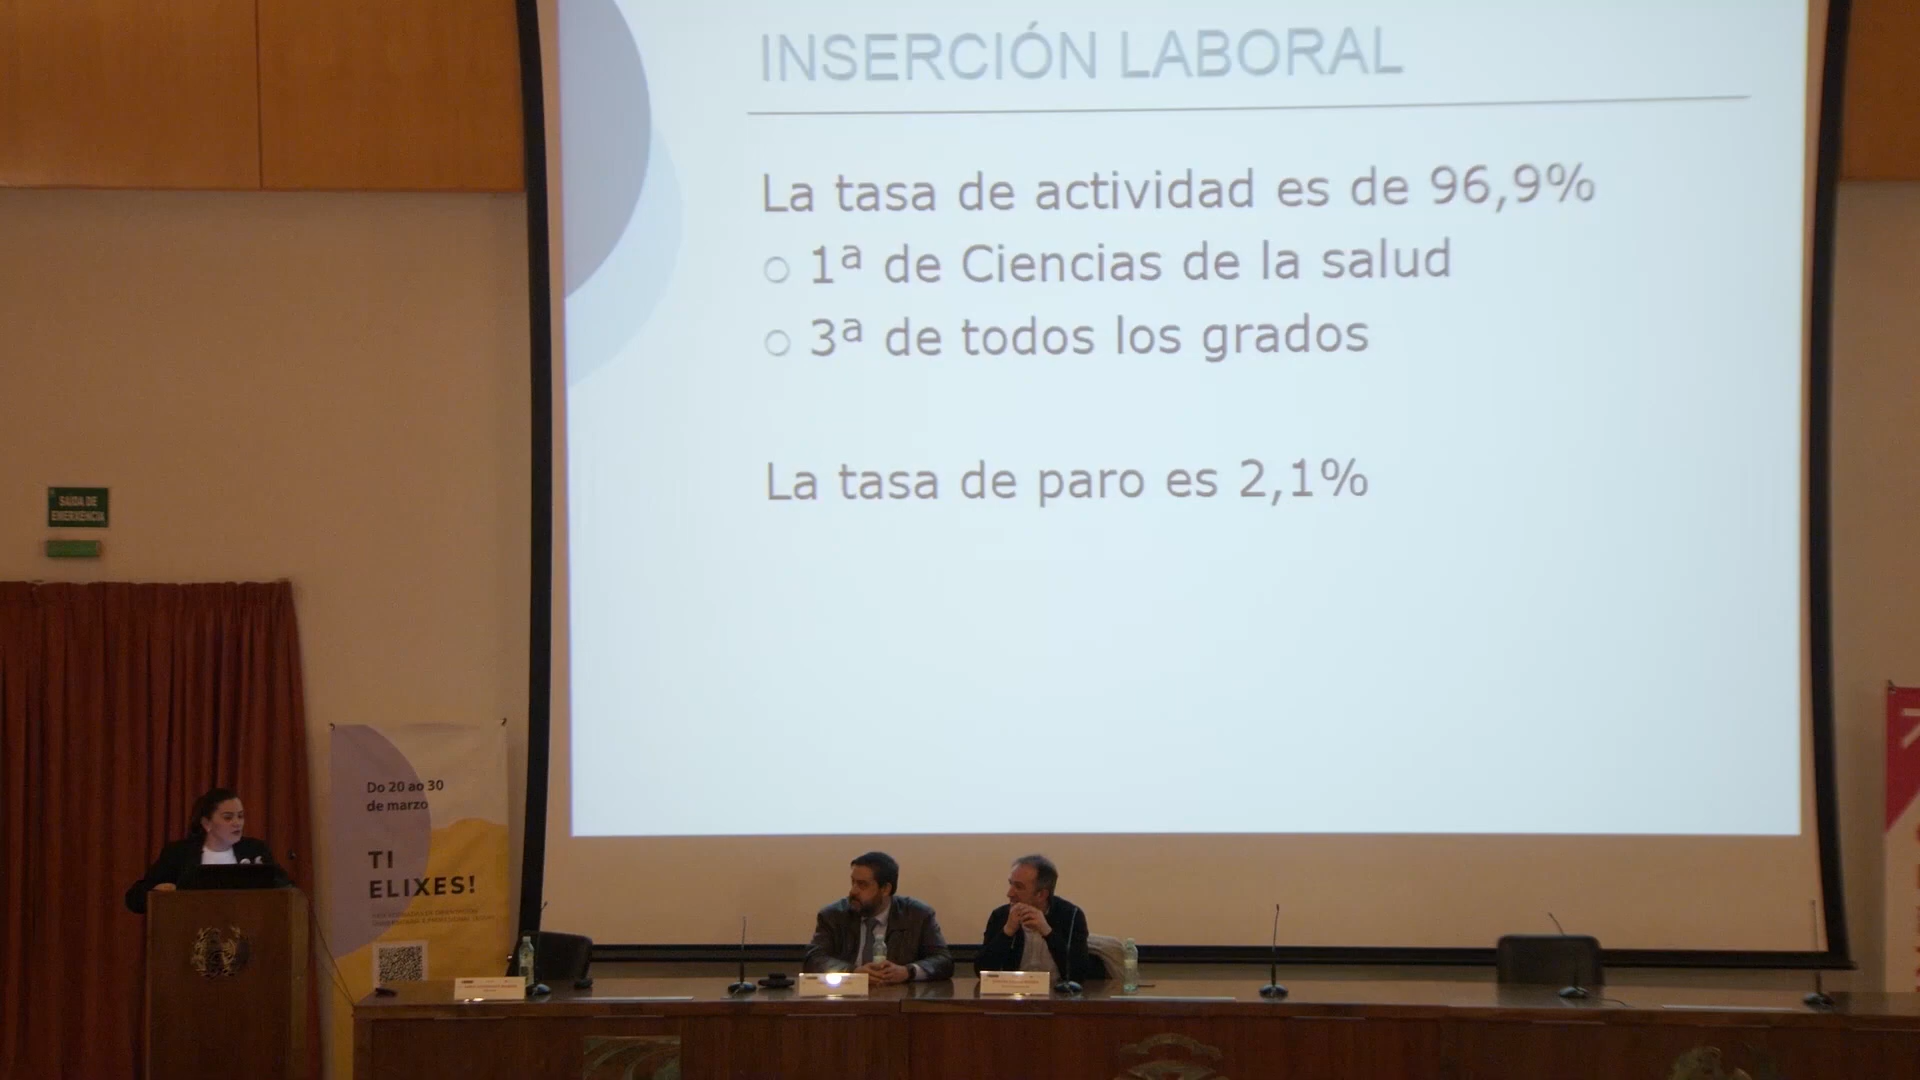 INSERCIÓN LABORAL
La tasa de actividad es de 96,9%
1ª de Ciencias de la salud
3ª de todos los grados
La tasa de paro es 2,1%
SAÍDA DE
EMERXENCIA
Do 20 ao 30
de marzo
TI
ELIXES!